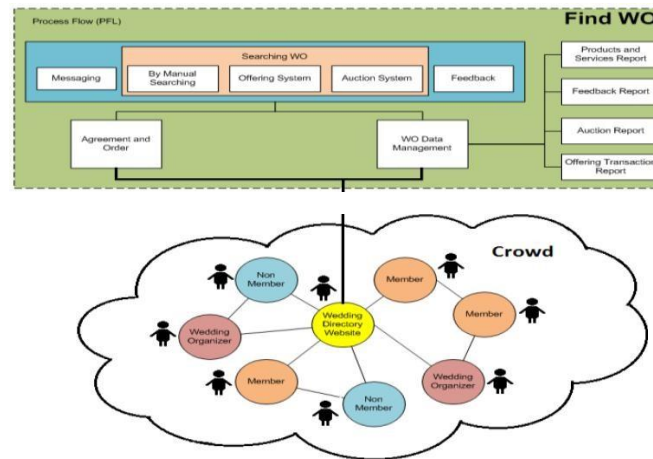 Process Flow (PFL)
Find WO
Searching WO
Messaging
By Manual
Searching
Offering System
Auction System
Feedback
Products and
Services Report
Feedback Report
Auction Report
Offering Transaction
Report
Agreement and
Order
WO Data
Management
Crowd
Non
Member
Member
Wedding
Directory
Website
Member
Wedding
Organizer
Member
Wedding
Organizer
Non
Member